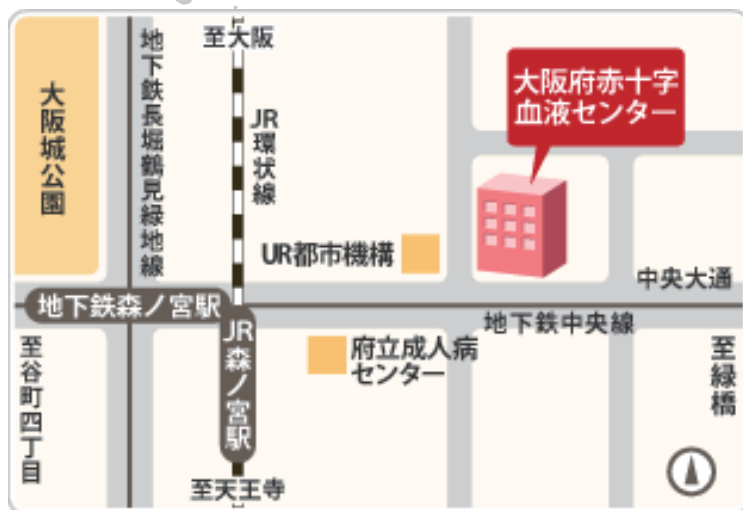 至大阪
地下鉄長堀鶴見緑地線
大阪城公園
JR環状線
大阪府赤十字
血液センター
UR都市機構
中央大通
地下鉄森ノ宮駅
地下鉄中央線
JR森ノ宮駅
府立成人病
センター
至谷町四丁目
至緑橋
至天王寺